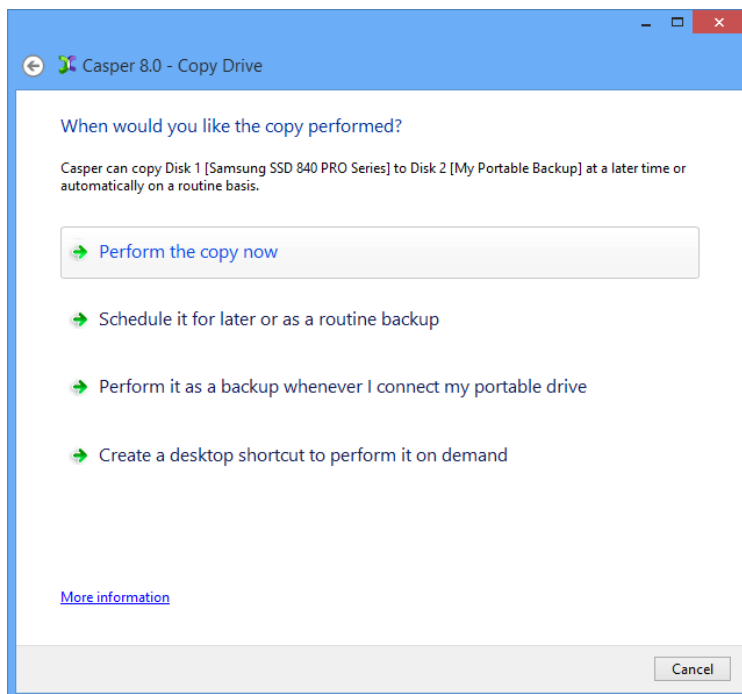 Casper 8.0 - Copy Drive
When would you like the copy performed?
Casper can copy Disk 1 [Samsung SSD 840 PRO Series] to Disk 2 [My Portable Backup] at a later time or
automatically on a routine basis.
Perform the copy now
Schedule it for later or as a routine backup
Perform it as a backup whenever I connect my portable drive
Create a desktop shortcut to perform it on demand
More information
Cancel